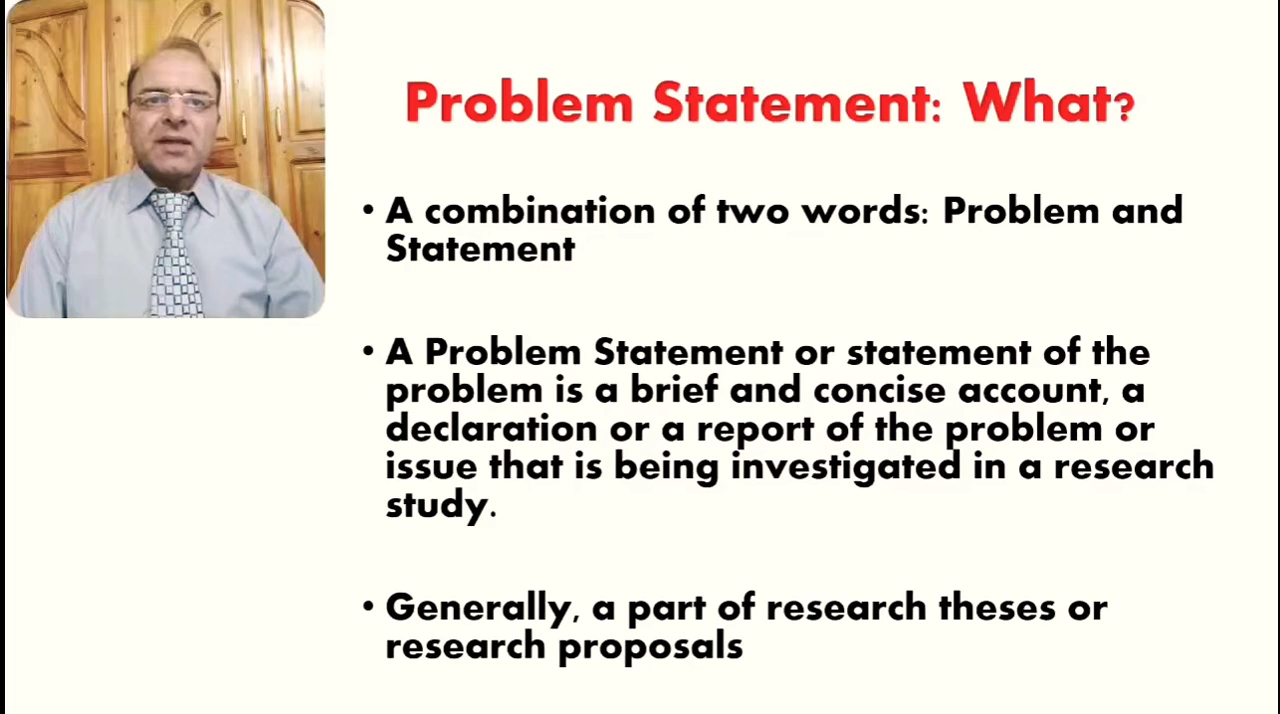 Problem Statement: What?
• A combination of two words: Problem and
Statement
• A Problem Statement or statement of the
problem is a brief and concise account, a
declaration or a report of the problem or
issue that is being investigated in a research
study.
• Generally, a part of research theses or
research proposals